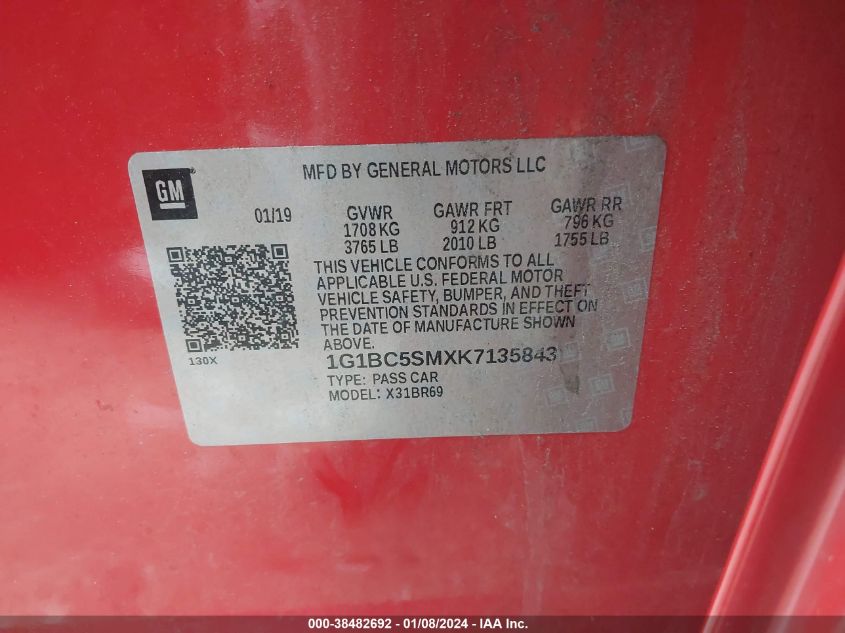 GM
®
MFD BY GENERAL MOTORS LLC
01/19
GVWR GAWR FRT GAWR RR
1708 KG 912 KG 796 KG
3765 LB 2010 LB 1755 LB
THIS VEHICLE CONFORMS TO ALL
APPLICABLE U.S. FEDERAL MOTOR
VEHICLE SAFETY, BUMPER, AND THEFT
PREVENTION STANDARDS IN EFFECT ON
THE DATE OF MANUFACTURE SHOWN
ABOVE.
130X
1G1BC5SMXK7135843
TYPE: PASS CAR
MODEL: X31BR69
000-38482692 - 01/08/2024 - IAA Inc.